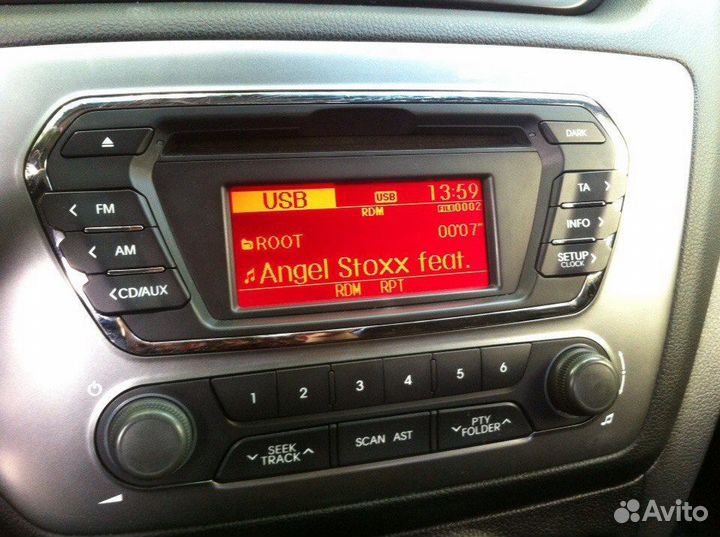 DARK
USB USB 13:59
RDM FILE0002
FM TA
ROOT 00'07"
AM INFO
Angel Stoxx feat.
SETUP
CLOCK
CD/AUX RDM RPT
1 2 3 4 5 6
SEEK
TRACK
SCAN AST
PTY
FOLDER
Avito